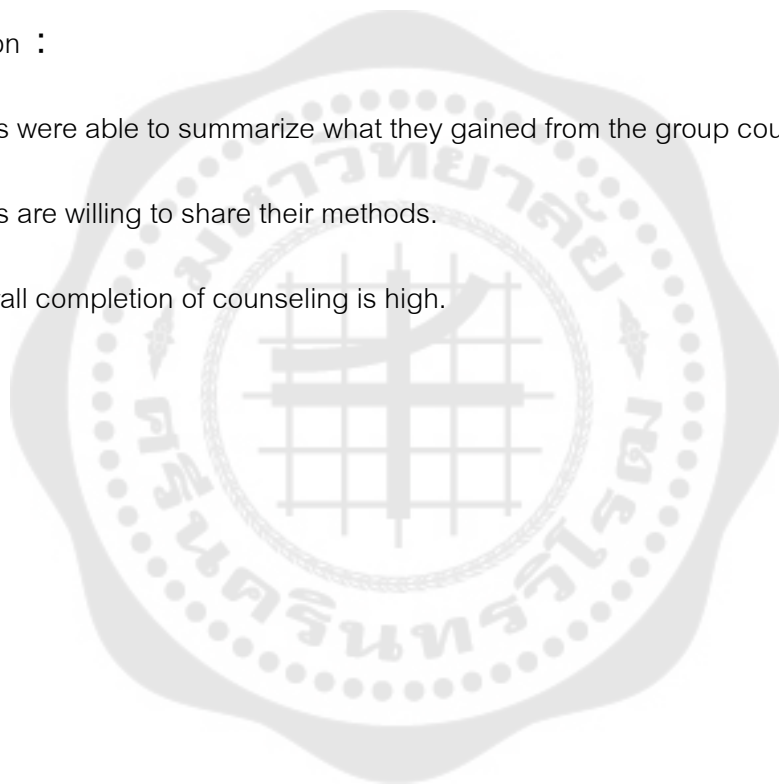 on :
s were able to summarize what they gained from the group cou
s are willing to share their methods.
all completion of counseling is high.
มหาวิทยาลัย
ศรีนครินทรวิโรฒ